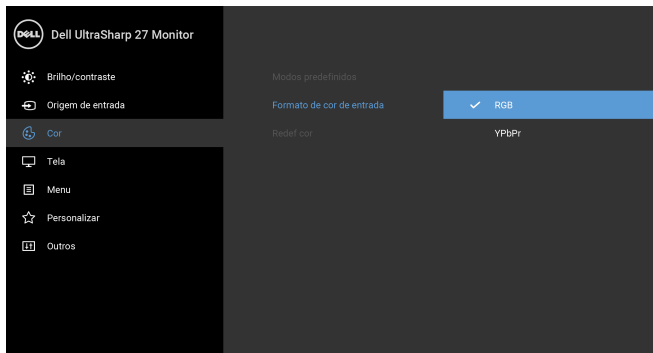 DELL Dell UltraSharp 27 Monitor
Brilho/contraste
Origem de entrada
Cor
Tela
Menu
Personalizar
Outros
Modos predefinidos
Formato de cor de entrada
Redef cor
RGB
YPbPr